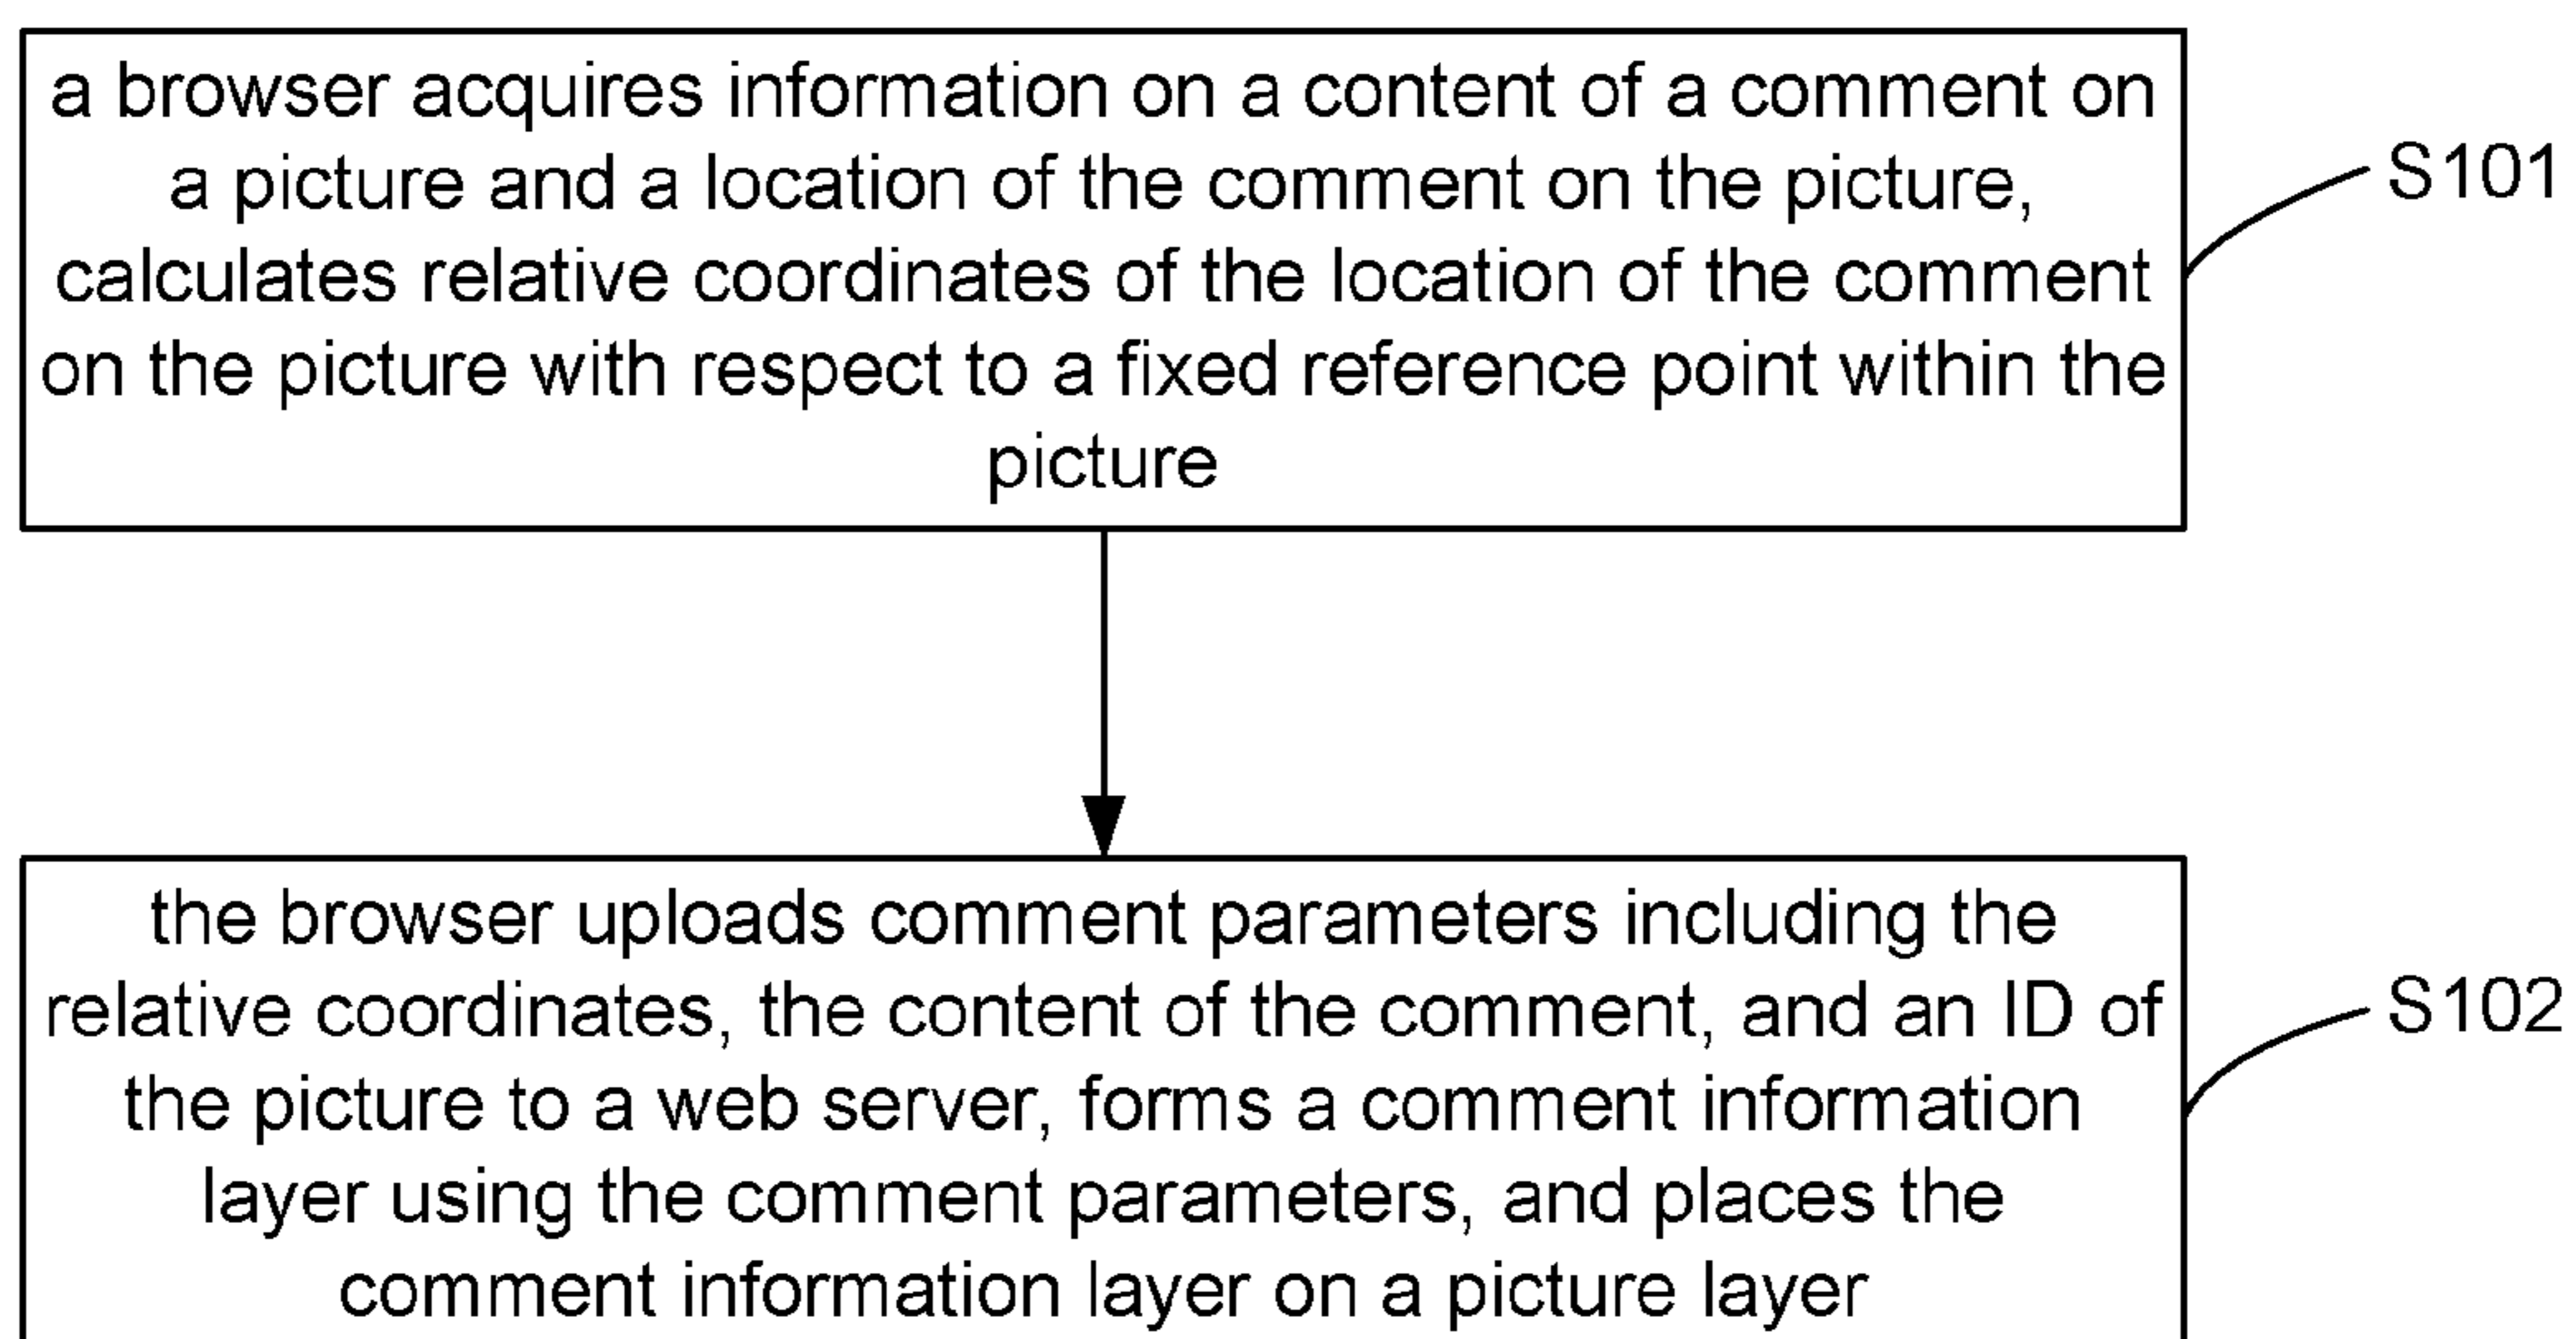 a browser acquires information on a content of a comment on
a picture and a location of the comment on the picture,
calculates relative coordinates of the location of the comment
on the picture with respect to a fixed reference point within the
picture
S101
the browser uploads comment parameters including the
relative coordinates, the content of the comment, and an ID of
the picture to a web server, forms a comment information
layer using the comment parameters, and places the
comment information layer on a picture layer
S102